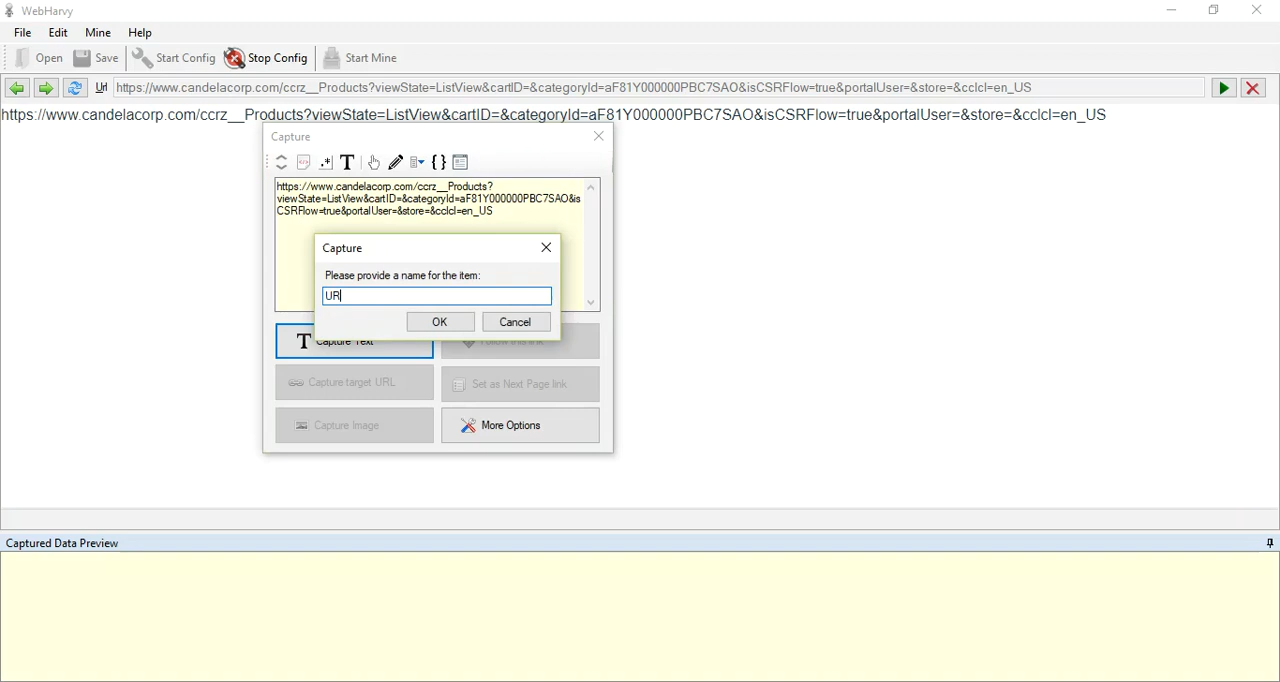 WebHarvy
File Edit Mine Help
Open Save Start Config Stop Config Start Mine
Url https://www.candelacorp.com/ccrz__Products?viewState=ListView&cartID=&categoryId=aF81Y000000PBC7SAO&isCSRFlow=true&portalUser=&store=&cclcl=en_US
https://www.candelacorp.com/ccrz__Products?viewState=ListView&cartID=&categoryId=aF81Y000000PBC7SAO&isCSRFlow=true&portalUser=&store=&cclcl=en_US
Capture
https://www.candelacorp.com/ccrz__Products?
viewState=ListView&cartID=&categoryId=aF81Y000000PBC7SAO&is
CSRFlow=true&portalUser=&store=&cclcl=en_US
Capture
Please provide a name for the item:
UR
OK Cancel
Capture Text Follow this link
Capture target URL Set as Next Page link
Capture Image More Options
Captured Data Preview